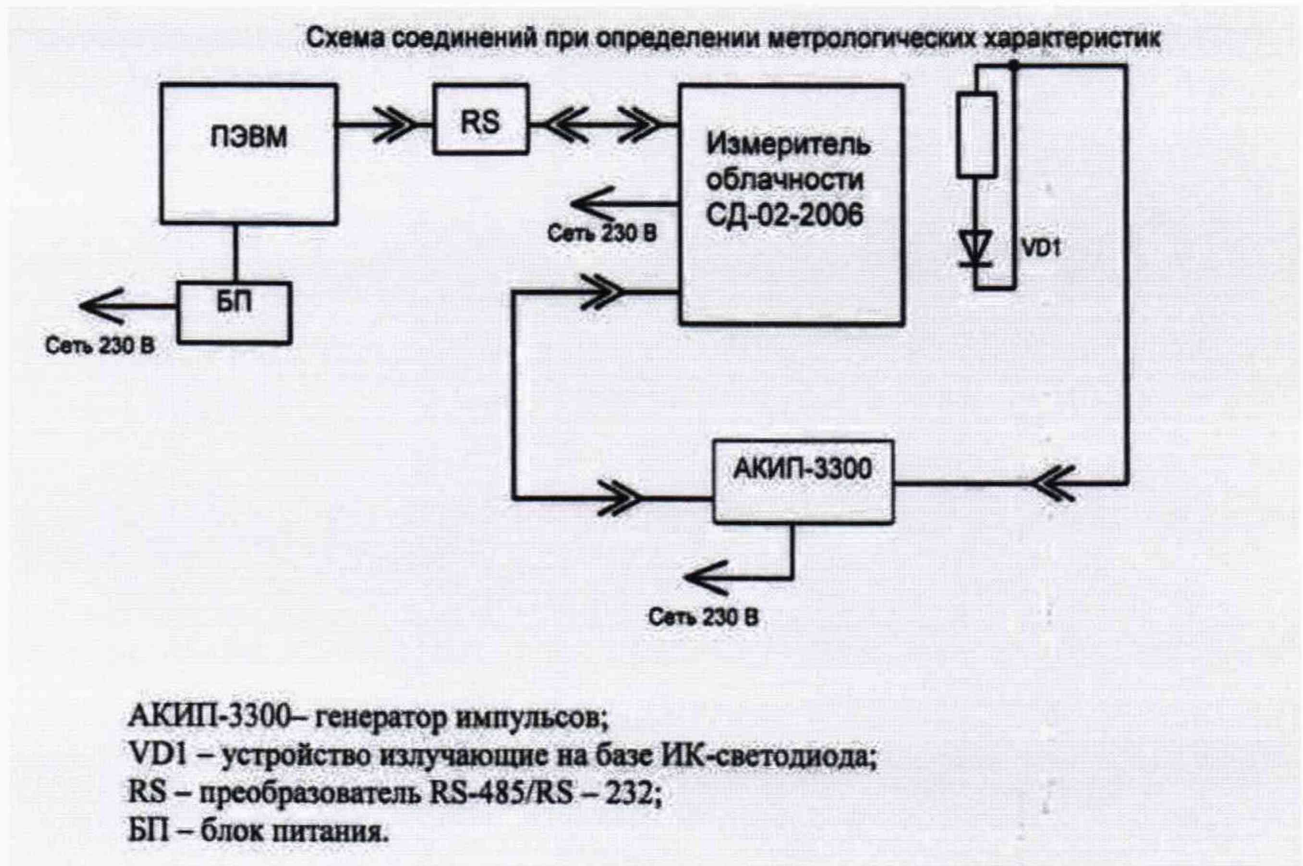 Схема соединений при определении метрологических характеристик
ПЭВМ
RS
Измеритель
облачности
СД-02-2006
Сеть 230 В
VD1
БП
Сеть 230 В
АКИП-3300
Сеть 230 В
АКИП-3300– генератор импульсов;
VD1 – устройство излучающие на базе ИК-светодиода;
RS – преобразователь RS-485/RS – 232;
БП – блок питания.